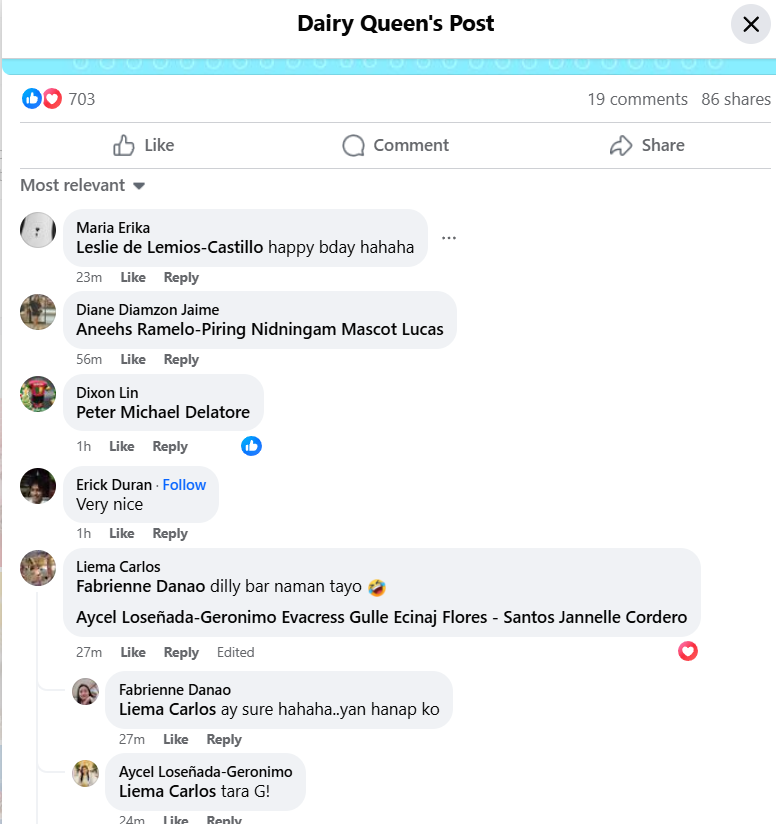 Dairy Queen's Post
703
19 comments 86 shares
Like Comment Share
Most relevant
Maria Erika
Leslie de Lemios-Castillo happy bday hahaha
23m Like Reply
Diane Diamzon Jaime
Aneehs Ramelo-Piring Nidningam Mascot Lucas
56m Like Reply
Dixon Lin
Peter Michael Delatore
1h Like Reply
Erick Duran · Follow
Very nice
1h Like Reply
Liema Carlos
Fabrienne Danao dilly bar naman tayo 🤣
Aycel Loseñada-Geronimo Evacress Gulle Ecinaj Flores - Santos Jannelle Cordero
27m Like Reply Edited
Fabrienne Danao
Liema Carlos ay sure hahaha..yan hanap ko
27m Like Reply
Aycel Loseñada-Geronimo
Liema Carlos tara G!
24m Like Reply